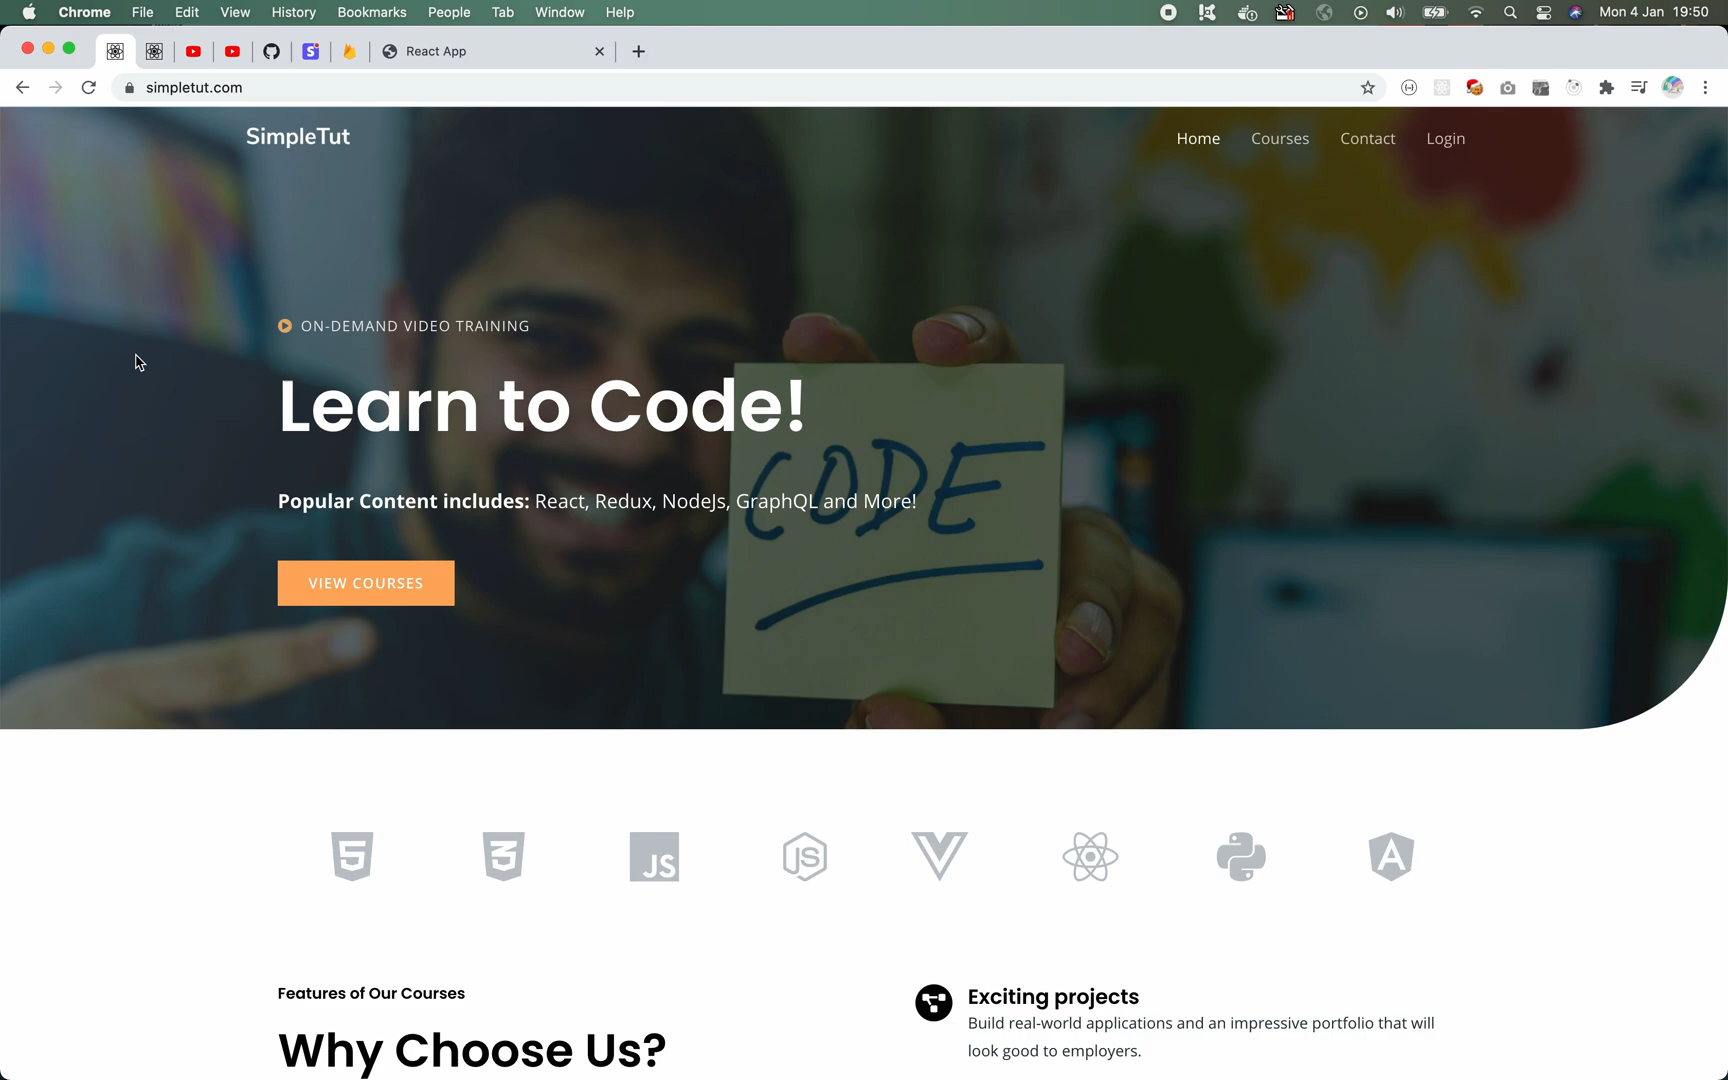 Chrome File Edit View History Bookmarks People Tab Window Help Mon 4 Jan 19:50
React App
simpletut.com
SimpleTut Home Courses Contact Login
ON-DEMAND VIDEO TRAINING
Learn to Code!
CODE
Popular Content includes: React, Redux, NodeJs, GraphQL and More!
VIEW COURSES
5 3 JS JS A
Features of Our Courses
Why Choose Us?
Exciting projects
Build real-world applications and an impressive portfolio that will
look good to employers.